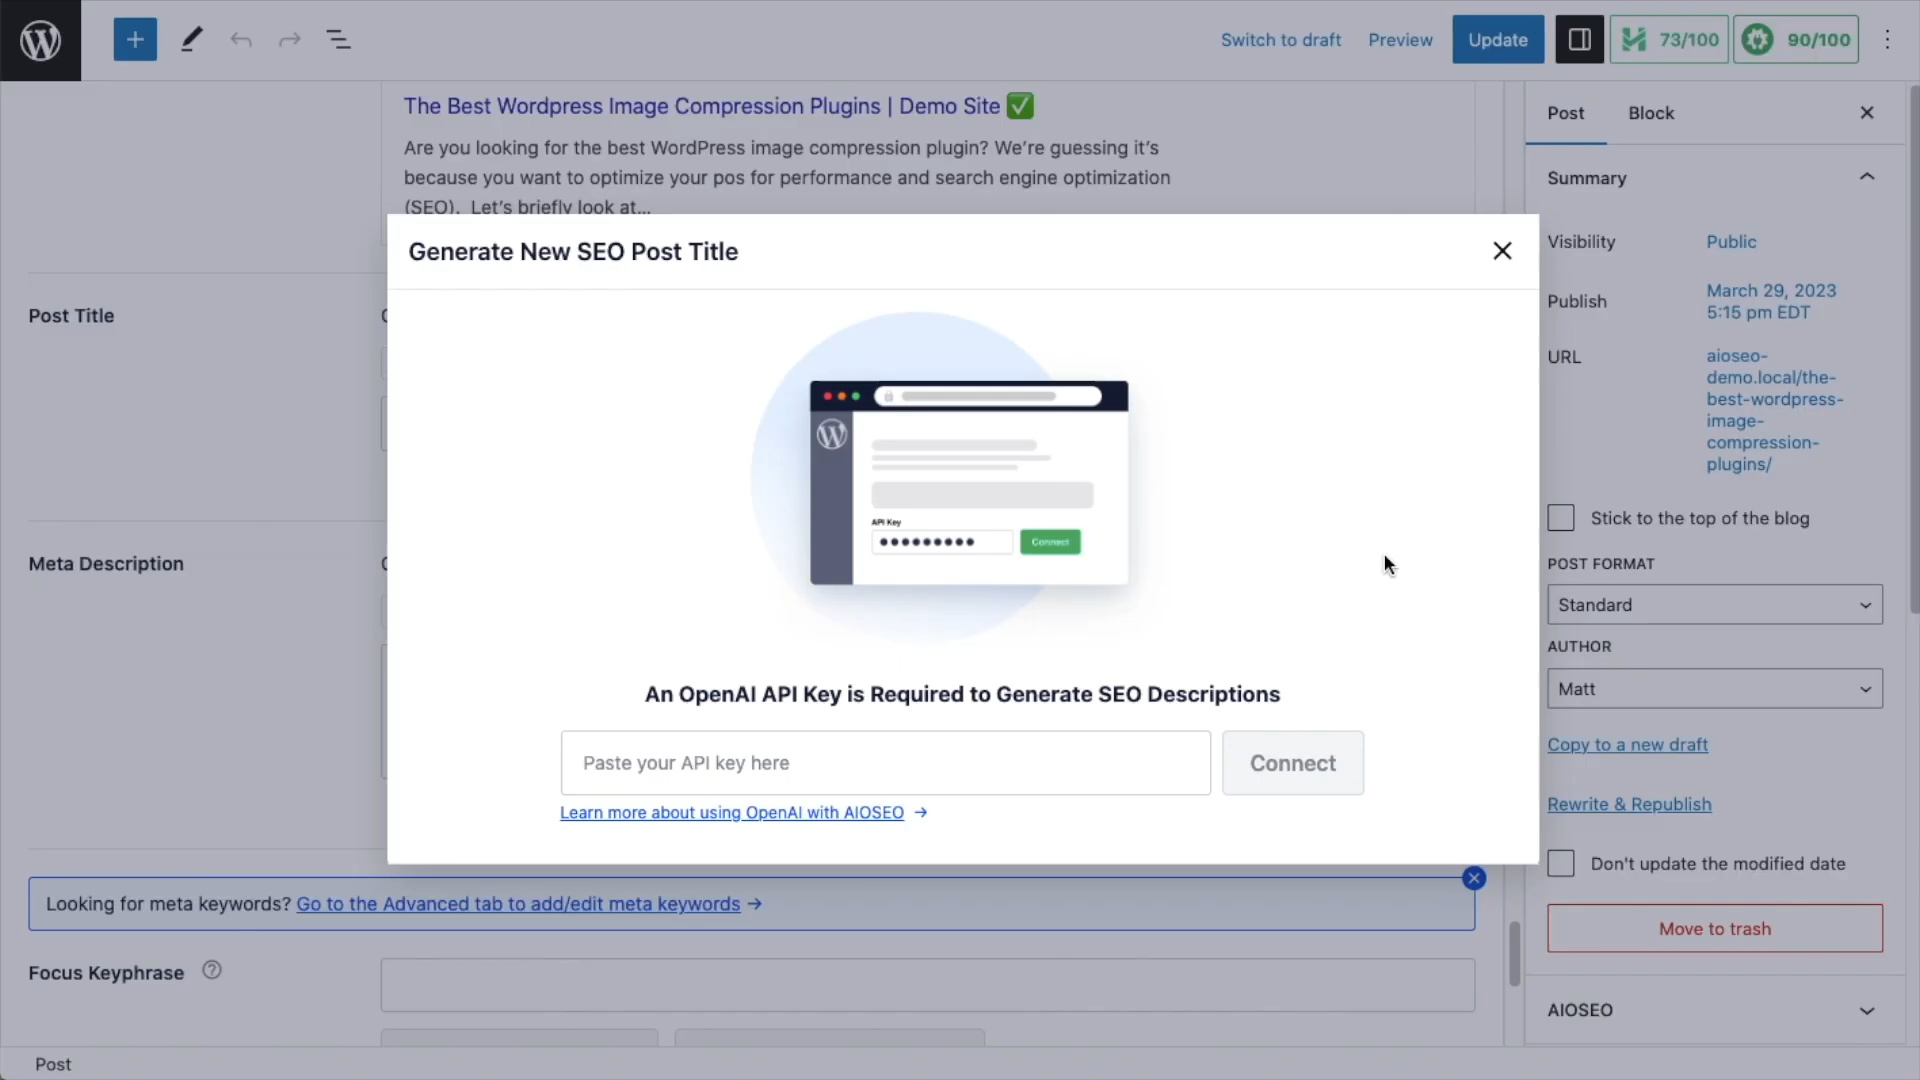 Switch to draft
Preview
Update
73/100
90/100
The Best Wordpress Image Compression Plugins | Demo Site ✅
Are you looking for the best WordPress image compression plugin? We’re guessing it’s
because you want to optimize your pos for performance and search engine optimization
(SEO).  Let’s briefly look at...
Generate New SEO Post Title
API Key
Connect
An OpenAI API Key is Required to Generate SEO Descriptions
Paste your API key here
Connect
Learn more about using OpenAI with AIOSEO →
Post Title
Meta Description
Looking for meta keywords? Go to the Advanced tab to add/edit meta keywords →
Focus Keyphrase
Post
Post
Block
Summary
Visibility
Public
Publish
March 29, 2023
5:15 pm EDT
URL
aioseo-
demo.local/the-
best-wordpress-
image-
compression-
plugins/
Stick to the top of the blog
POST FORMAT
Standard
AUTHOR
Matt
Copy to a new draft
Rewrite & Republish
Don't update the modified date
Move to trash
AIOSEO